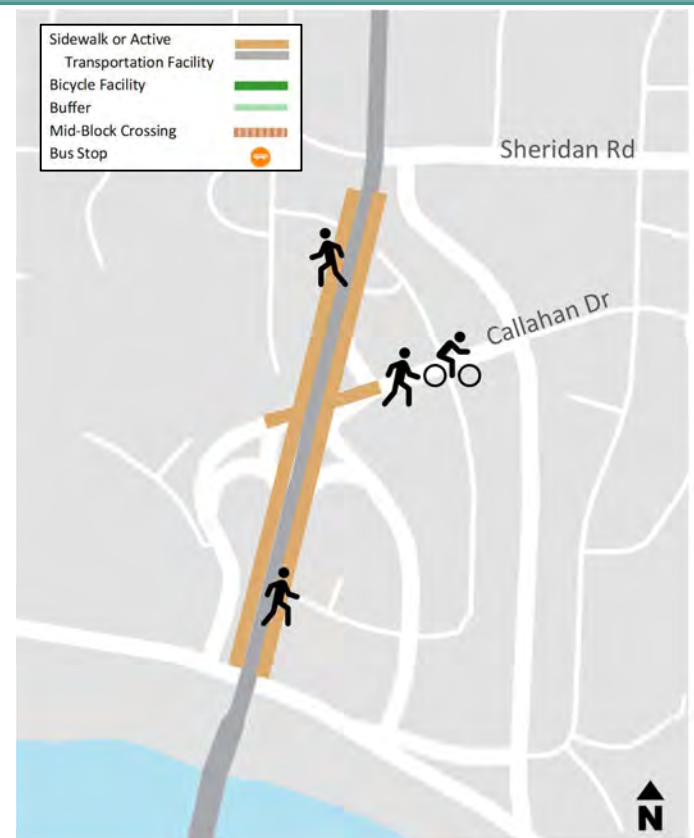 Sidewalk or Active
Transportation Facility
Bicycle Facility
Buffer
Mid-Block Crossing
Bus Stop
Sheridan Rd
Callahan Dr
N